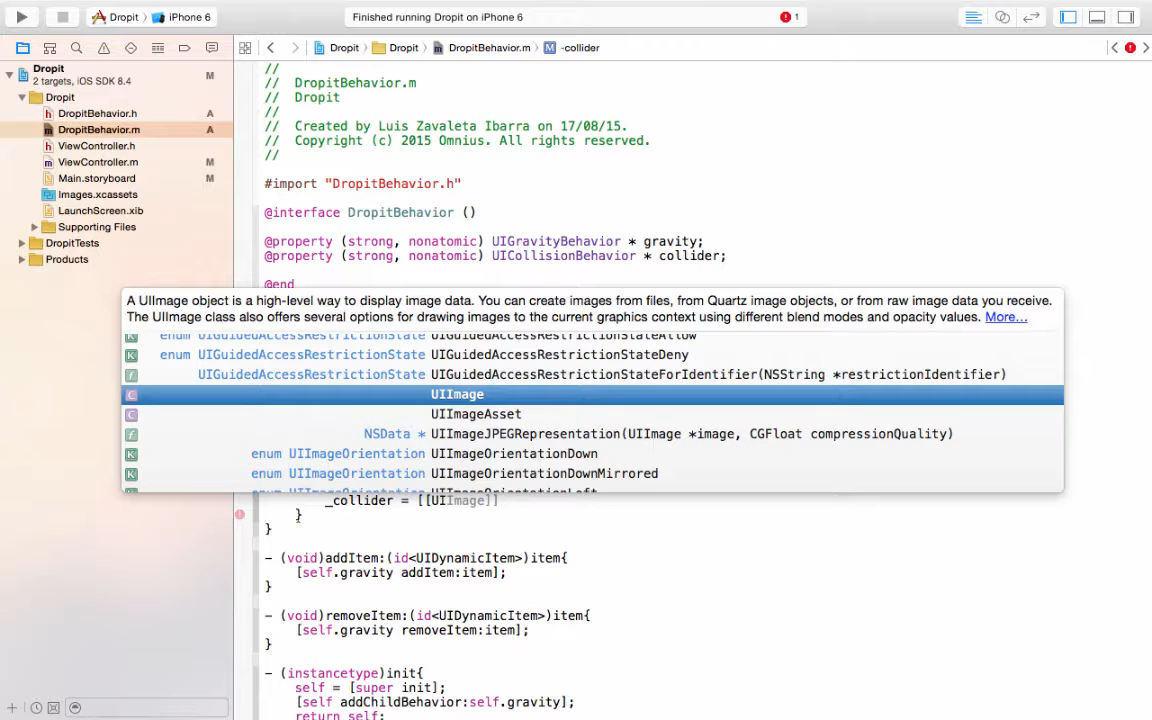 Dropit
iPhone 6
Finished running Dropit on iPhone 6
1
Dropit
Dropit
DropitBehavior.m
M
-collider
Dropit
M
2 targets, iOS SDK 8.4
Dropit
h
DropitBehavior.h
A
m
DropitBehavior.m
A
h
ViewController.h
m
ViewController.m
M
Main.storyboard
M
Images.xcassets
LaunchScreen.xib
Supporting Files
DropitTests
Products
//
//  DropitBehavior.m
//  Dropit
//
//  Created by Luis Zavaleta Ibarra on 17/08/15.
//  Copyright (c) 2015 Omnius. All rights reserved.
//
#import "DropitBehavior.h"
@interface DropitBehavior ()
@property (strong, nonatomic) UIGravityBehavior * gravity;
@property (strong, nonatomic) UICollisionBehavior * collider;
@end
A UIImage object is a high-level way to display image data. You can create images from files, from Quartz image objects, or from raw image data you receive.
The UIImage class also offers several options for drawing images to the current graphics context using different blend modes and opacity values. More...
K enum UIGuidedAccessRestrictionState UIGuidedAccessRestrictionStateAllow
K enum UIGuidedAccessRestrictionState UIGuidedAccessRestrictionStateDeny
f UIGuidedAccessRestrictionState UIGuidedAccessRestrictionStateForIdentifier(NSString *restrictionIdentifier)
C UIImage
C UIImageAsset
f NSData * UIImageJPEGRepresentation(UIImage *image, CGFloat compressionQuality)
K enum UIImageOrientation UIImageOrientationDown
K enum UIImageOrientation UIImageOrientationDownMirrored
K enum UIImageOrientation UIImageOrientationLeft
_collider = [[UIImage]]
}
}
- (void)addItem:(id<UIDynamicItem>)item{
[self.gravity addItem:item];
}
- (void)removeItem:(id<UIDynamicItem>)item{
[self.gravity removeItem:item];
}
- (instancetype)init{
self = [super init];
[self addChildBehavior:self.gravity];
return self;